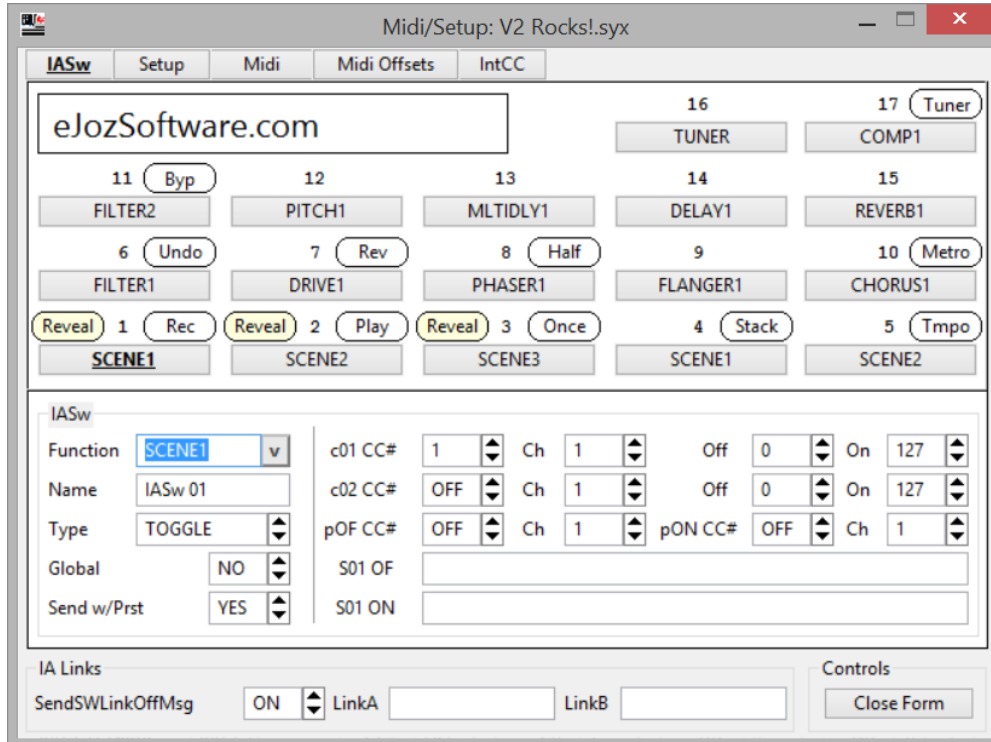 Midi/Setup: V2 Rocks!.syx
IASw Setup Midi Midi Offsets IntCC
eJozSoftware.com
16 17 Tuner
TUNER COMP1
11 Byp 12 13 14 15
FILTER2 PITCH1 MLTIDLY1 DELAY1 REVERB1
6 Undo 7 Rev 8 Half 9 10 Metro
FILTER1 DRIVE1 PHASER1 FLANGER1 CHORUS1
Reveal 1 Rec Reveal 2 Play Reveal 3 Once 4 Stack 5 Tmpo
SCENE1 SCENE2 SCENE3 SCENE1 SCENE2
IASw
Function SCENE1 v c01 CC# 1 Ch 1 Off 0 On 127
Name IASw 01 c02 CC# OFF Ch 1 Off 0 On 127
Type TOGGLE pOF CC# OFF Ch 1 pON CC# OFF Ch 1
Global NO S01 OF
Send w/Prst YES S01 ON
IA Links Controls
SendSWLinkOffMsg ON LinkA LinkB Close Form